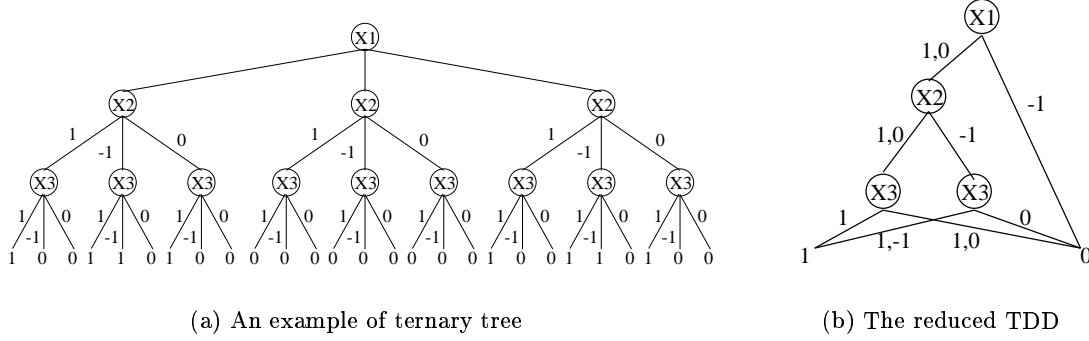 X1
X2 X2 X2
1 0 1 0 1 0
-1 -1 -1
X3 X3 X3 X3 X3 X3 X3 X3 X3
1 0 1 0 1 0 1 0 1 0 1 0 1 0 1 0 1 0
-1 -1 -1 -1 -1 -1 -1 -1 -1
1 0 0 1 1 0 1 0 0 0 0 0 0 0 0 0 0 0 1 0 0 1 1 0 1 0 0
(a) An example of ternary tree
X1
1,0
X2 -1
1,0 -1
X3 X3
1 0
1,-1 1,0
1 0
(b) The reduced TDD